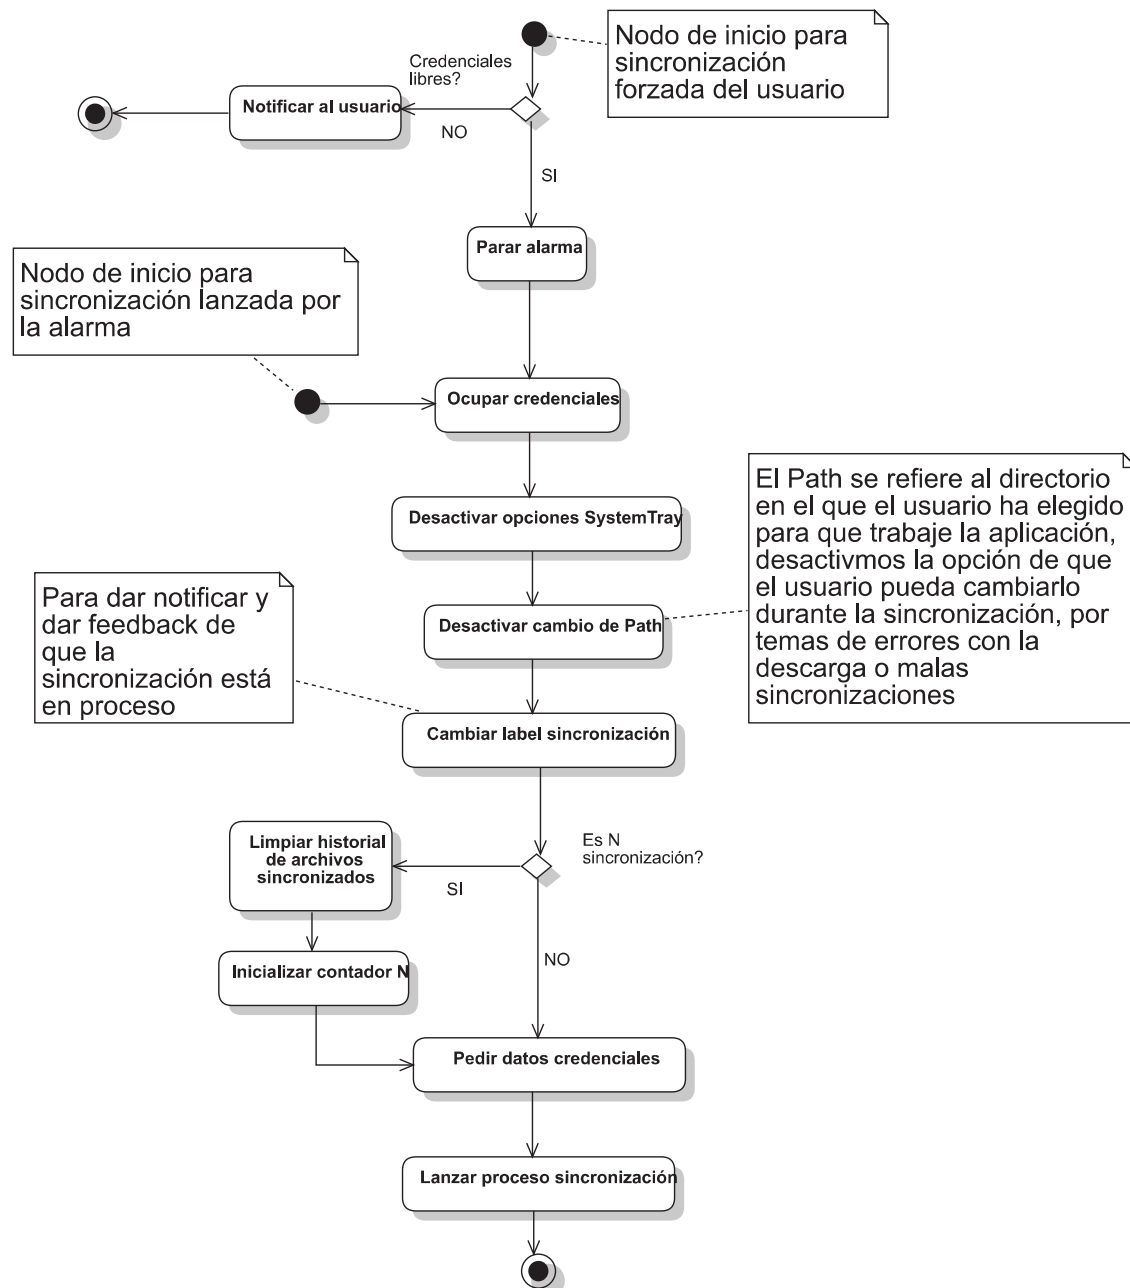 Nodo de inicio para
sincronización
forzada del usuario
Credenciales
libres?
Notificar al usuario
NO
SI
Parar alarma
Nodo de inicio para
sincronización lanzada por
la alarma
Ocupar credenciales
Desactivar opciones SystemTray
El Path se refiere al directorio
en el que el usuario ha elegido
para que trabaje la aplicación,
desactivmos la opción de que
el usuario pueda cambiarlo
durante la sincronización, por
temas de errores con la
descarga o malas
sincronizaciones
Para dar notificar y
dar feedback de
que la
sincronización está
en proceso
Desactivar cambio de Path
Cambiar label sincronización
Limpiar historial
de archivos
sincronizados
Es N
sincronización?
SI
NO
Inicializar contador N
Pedir datos credenciales
Lanzar proceso sincronización